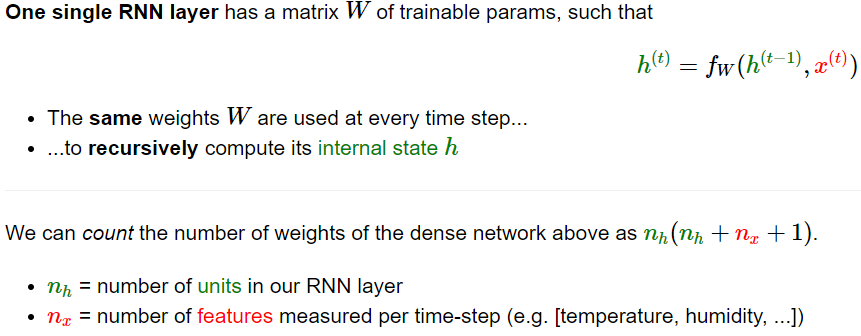 One single RNN layer has a matrix W of trainable params, such that
h^(t) = f_W(h^(t−1), x^(t))
• The same weights W are used at every time step...
• ...to recursively compute its internal state h
We can count the number of weights of the dense network above as n_h(n_h + n_x + 1).
• n_h = number of units in our RNN layer
• n_x = number of features measured per time-step (e.g. [temperature, humidity, ...])